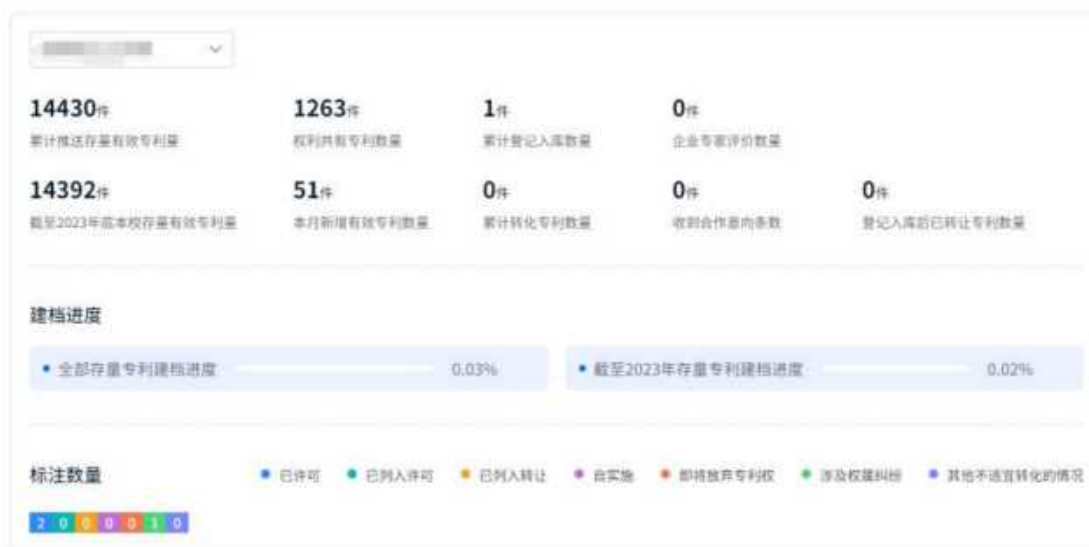 14430件 1263件 1件 0件
累计推送存量有效专利量 权利共有专利数量 累计登记入库数量 企业专家评价数量
14392件 51件 0件 0件 0件
截至2023年底本校存量有效专利量 本月新增有效专利数量 累计转化专利数量 收到合作意向条数 登记入库后已转让专利数量
建档进度
全部存量专利建档进度 0.03% 截至2023年存量专利建档进度 0.02%
标注数量 已许可 已列入许可 已列入转让 自实施 即将放弃专利权 涉及权属纠纷 其他不适宜转化的情况
2 0 0 0 0 3 0